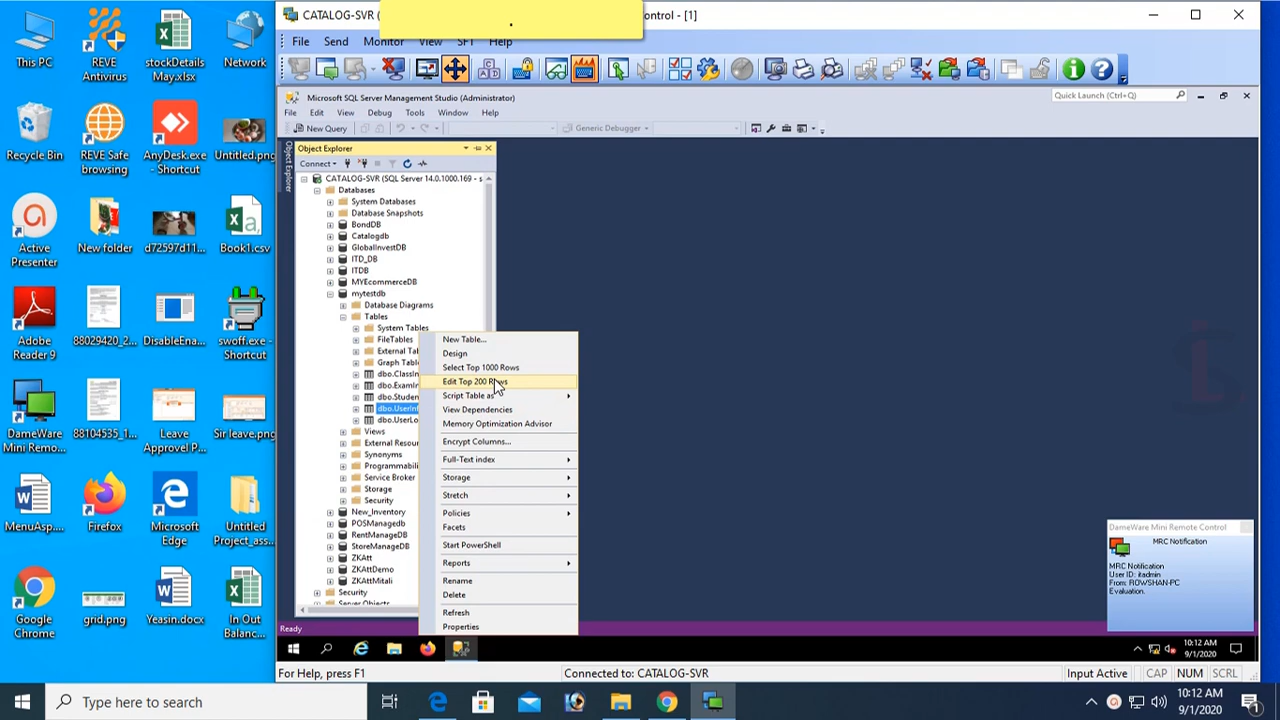 This PC
REVE Antivirus
stockDetails May.xlsx
Network
Recycle Bin
REVE Safe browsing
AnyDesk.exe - Shortcut
Untitled.png
Active Presenter
New folder
d72597d11...
Book1.csv
Adobe Reader 9
88029420_2...
DisableEna...
swoff.exe - Shortcut
DameWare Mini Remo...
88104535_1...
Leave Approvel P...
Sir leave.png
MenuAsp....
Firefox
Microsoft Edge
Untitled Project_ass...
Google Chrome
grid.png
Yeasin.docx
In Out Balanc...
CATALOG-SVR (
.
ontrol - [1]
File Send Monitor View SFT Help
Microsoft SQL Server Management Studio (Administrator)
Quick Launch (Ctrl+Q)
File Edit View Debug Tools Window Help
New Query
Generic Debugger
Object Explorer
Object Explorer
Connect
CATALOG-SVR (SQL Server 14.0.1000.169 - s
Databases
System Databases
Database Snapshots
BondDB
Catalogdb
GlobalInvestDB
ITD_DB
ITDB
MYEcommerceDB
mytestdb
Database Diagrams
Tables
System Tables
FileTables
External Tab
Graph Table
dbo.ClassIn
dbo.ExamIn
dbo.Studen
dbo.UserInf
dbo.UserLo
Views
External Resour
Synonyms
Programmabili
Service Broker
Storage
Security
New_Inventory
POSManagedb
RentManageDB
StoreManageDB
ZKAtt
ZKAttDemo
ZKAttMitali
Security
Server Objects
New Table...
Design
Select Top 1000 Rows
Edit Top 200 Rows
Script Table as
View Dependencies
Memory Optimization Advisor
Encrypt Columns...
Full-Text index
Storage
Stretch
Policies
Facets
Start PowerShell
Reports
Rename
Delete
Refresh
Properties
DameWare Mini Remote Control
MRC Notification
MRC Notification
User ID: itadmin
From: ROWSHAN-PC
Evaluation.
Ready
10:12 AM
9/1/2020
For Help, press F1
Connected to: CATALOG-SVR
Input Active CAP NUM SCRL
Type here to search
10:12 AM
9/1/2020
1